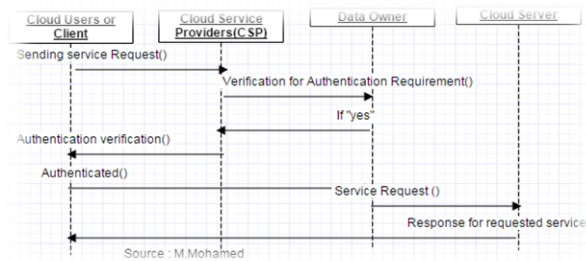 Cloud Users or
Client
Cloud Service
Providers(CSP)
Data Owner
Cloud Server
Sending service Request()
Verification for Authentication Requirement()
If "yes"
Authentication verification()
Authenticated()
Service Request ()
Response for requested service
Source : M.Mohamed